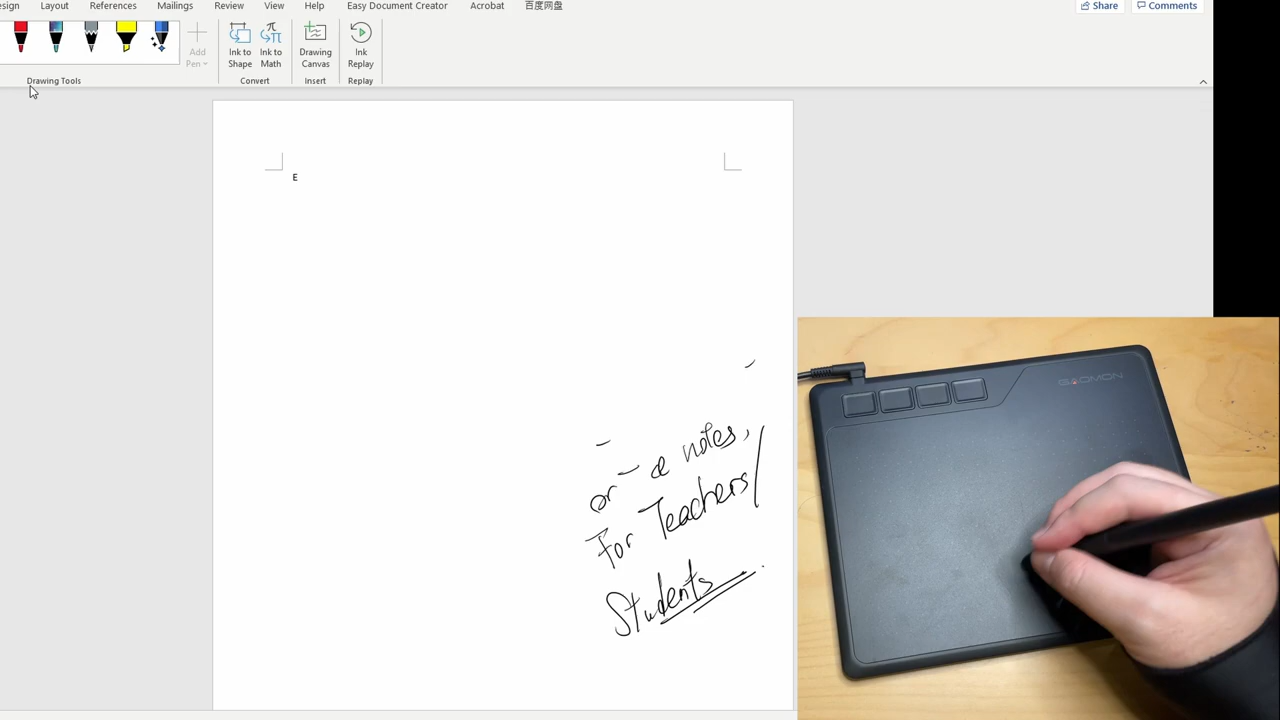 sign Layout References Mailings Review View Help Easy Document Creator Acrobat 百度网盘 Share Comments
Add Pen
Ink to Shape
Ink to Math
Drawing Canvas
Ink Replay
Drawing Tools Convert Insert Replay
E
or - e notes,
For Teachers/
Students
GAOMON